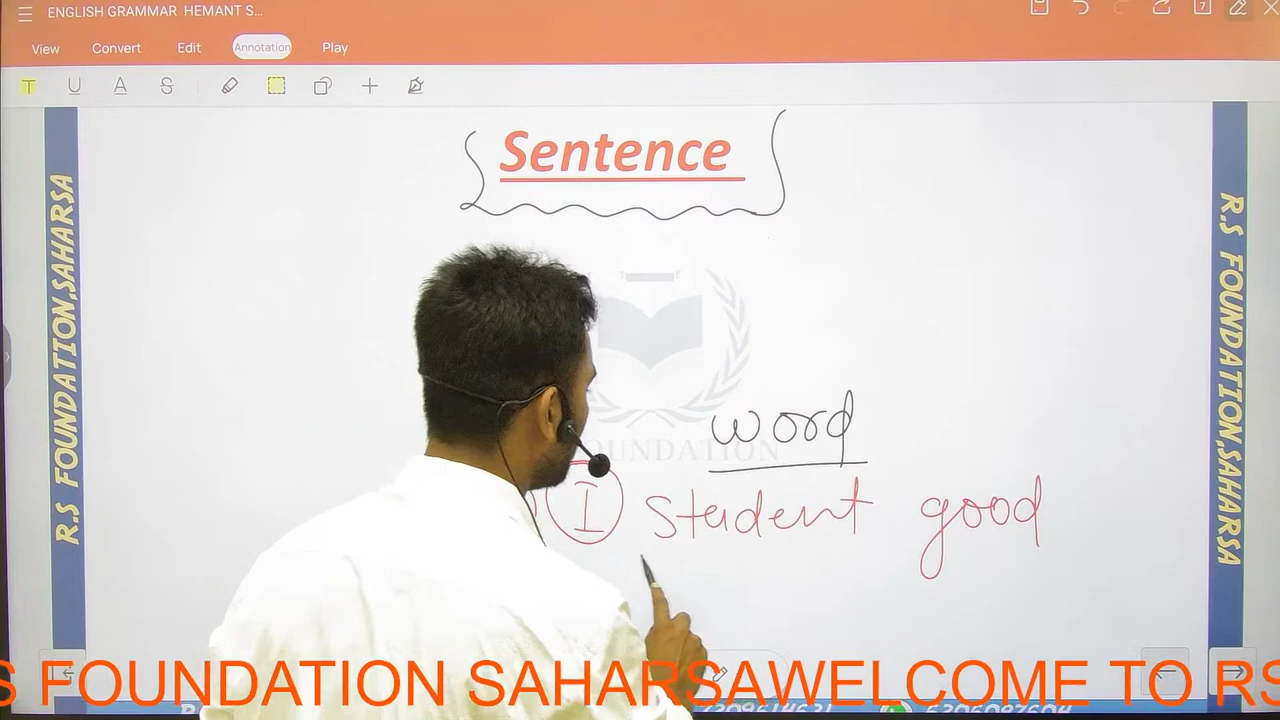 ENGLISH GRAMMAR HEMANT S...
View Convert Edit Annotation Play
T U A S
Sentence
R.S FOUNDATION,SAHARSA
R.S FOUNDATION,SAHARSA
FOUNDATION
word
I student good
S FOUNDATION SAHARSAWELCOME TO RS